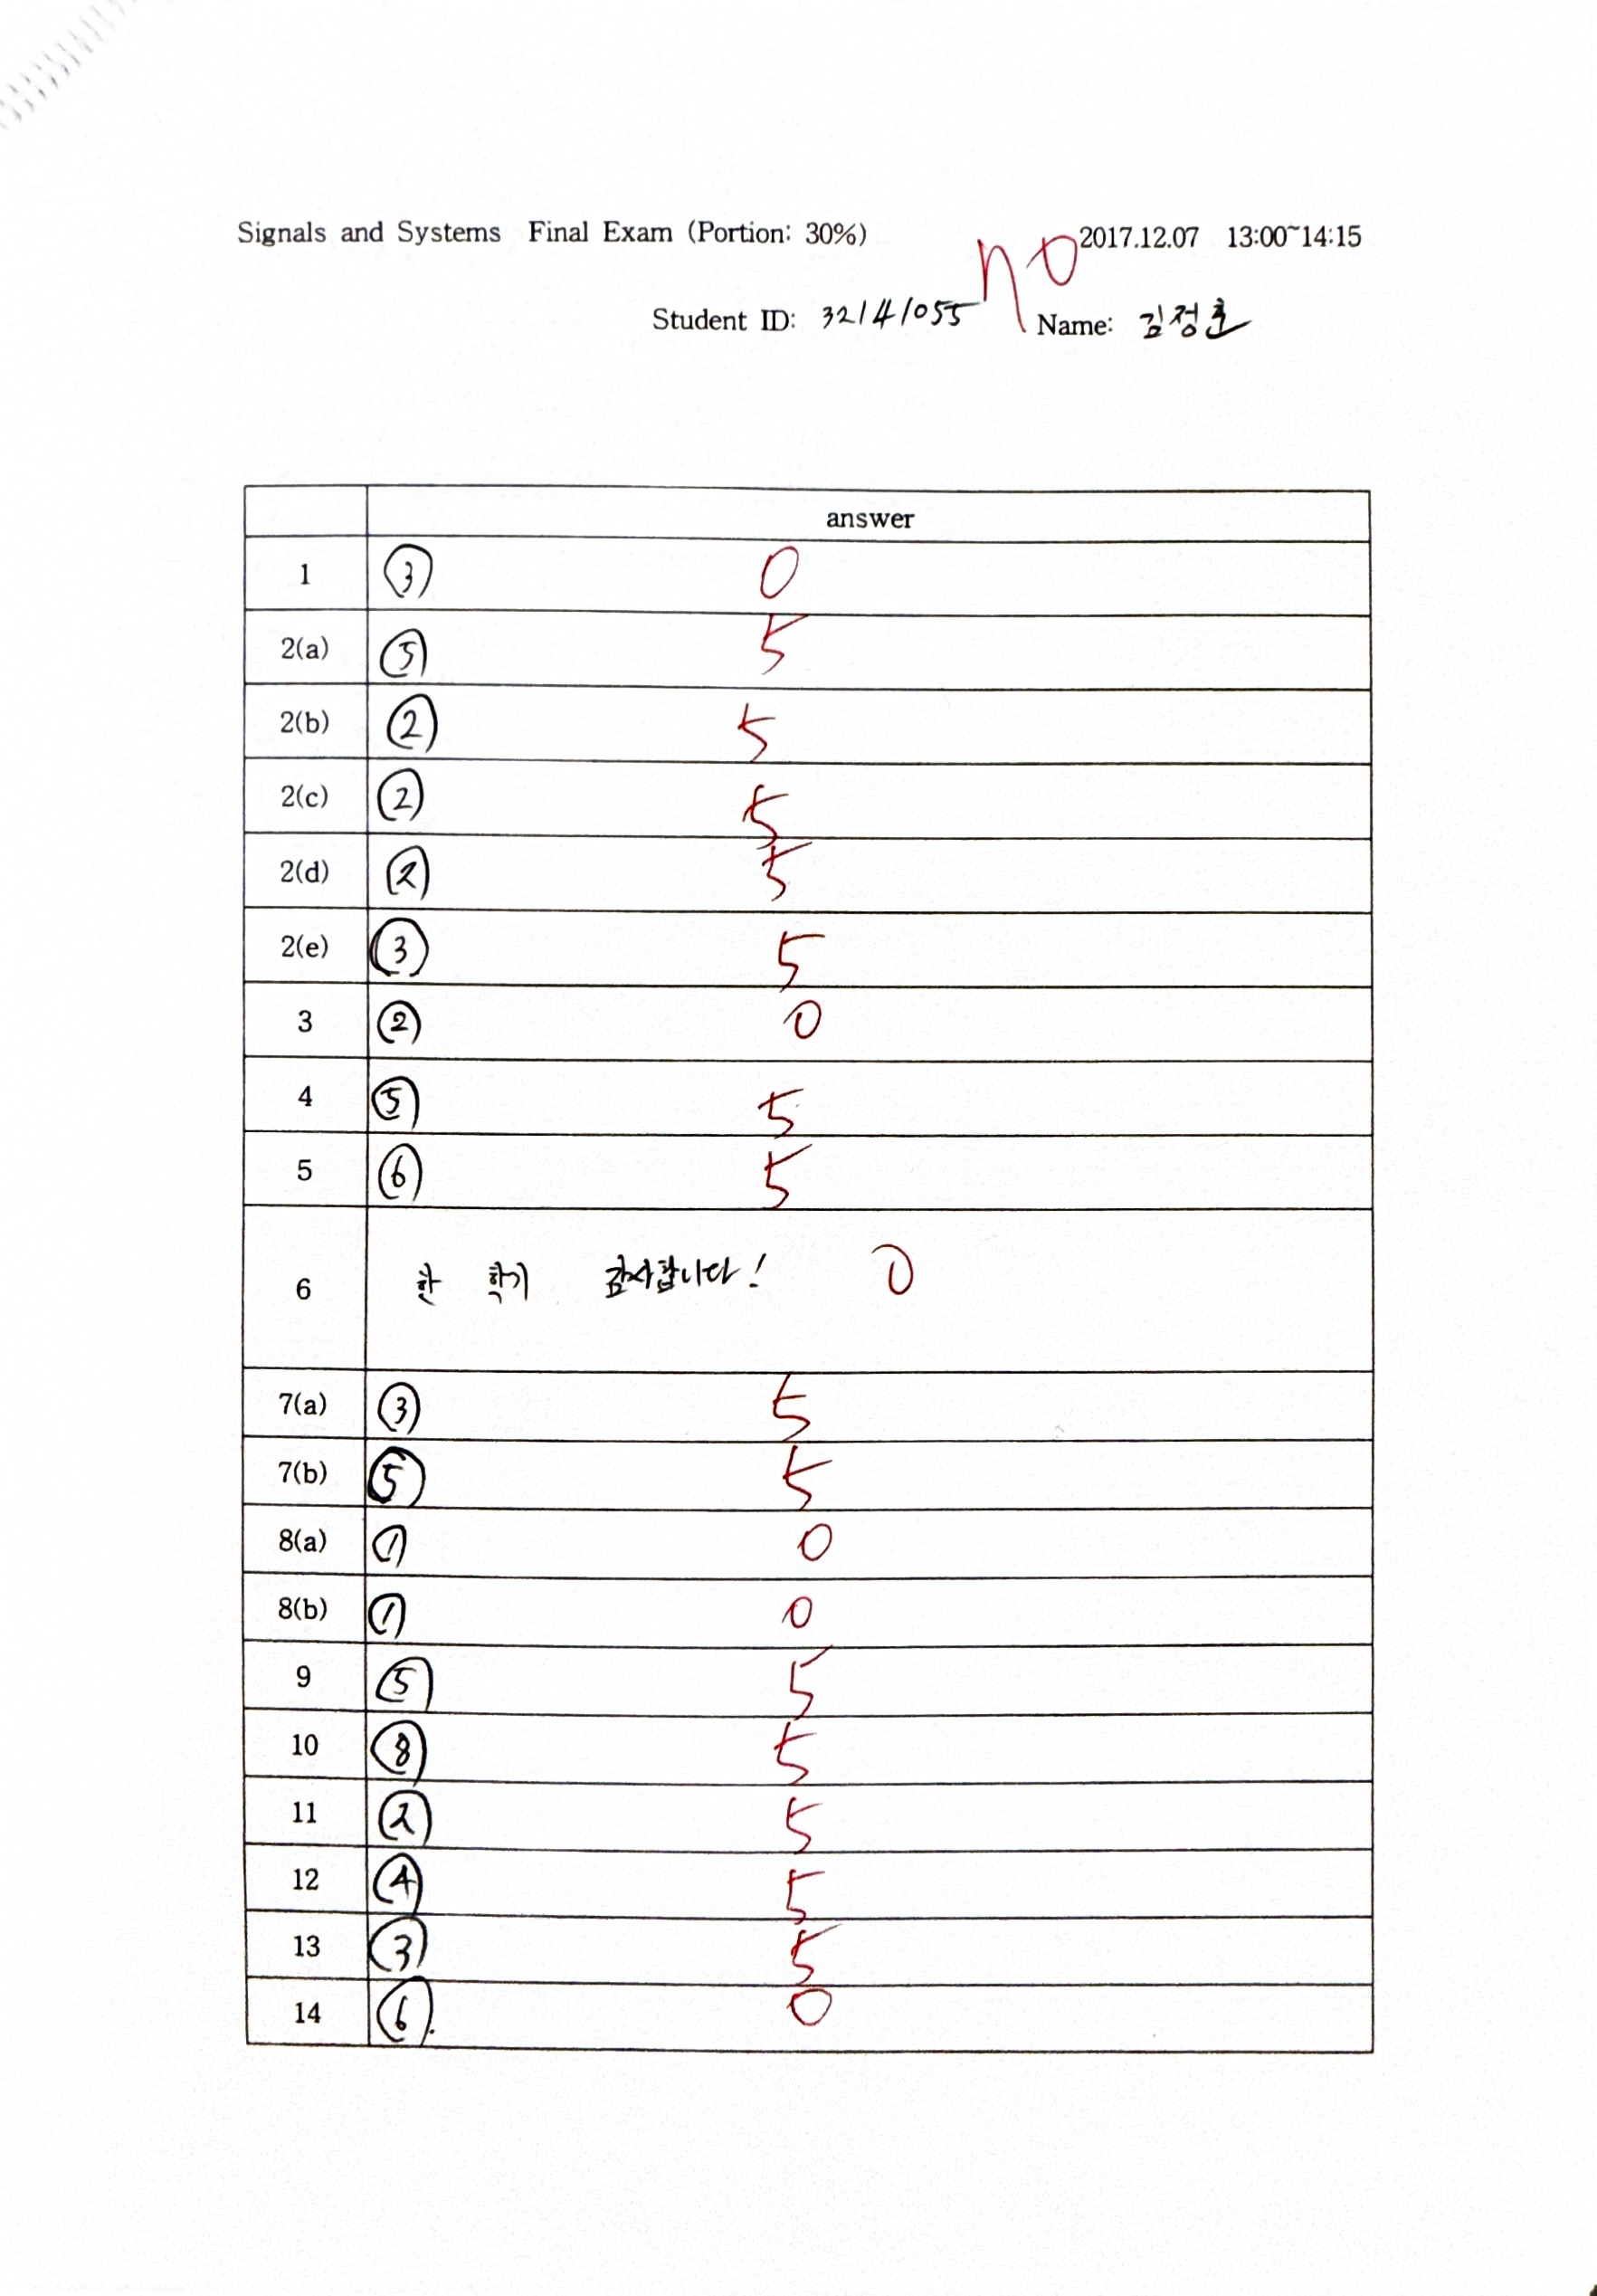 Signals and Systems Final Exam (Portion: 30%) 2017.12.07 13:00~14:15
70
Student ID: 32141055 Name: 김정훈
answer
1 ③ 0
2(a) ⑤ 5
2(b) ② 5
2(c) ② 5
2(d) ② 5
2(e) ③ 5
3 ② 0
4 ⑤ 5
5 ⑥ 5
6 한 학기 감사합니다! 0
7(a) ③ 5
7(b) ⑤ 5
8(a) ① 0
8(b) ① 0
9 ⑤ 5
10 ⑧ 5
11 ② 5
12 ④ 5
13 ③ 5
14 ⑥. 0